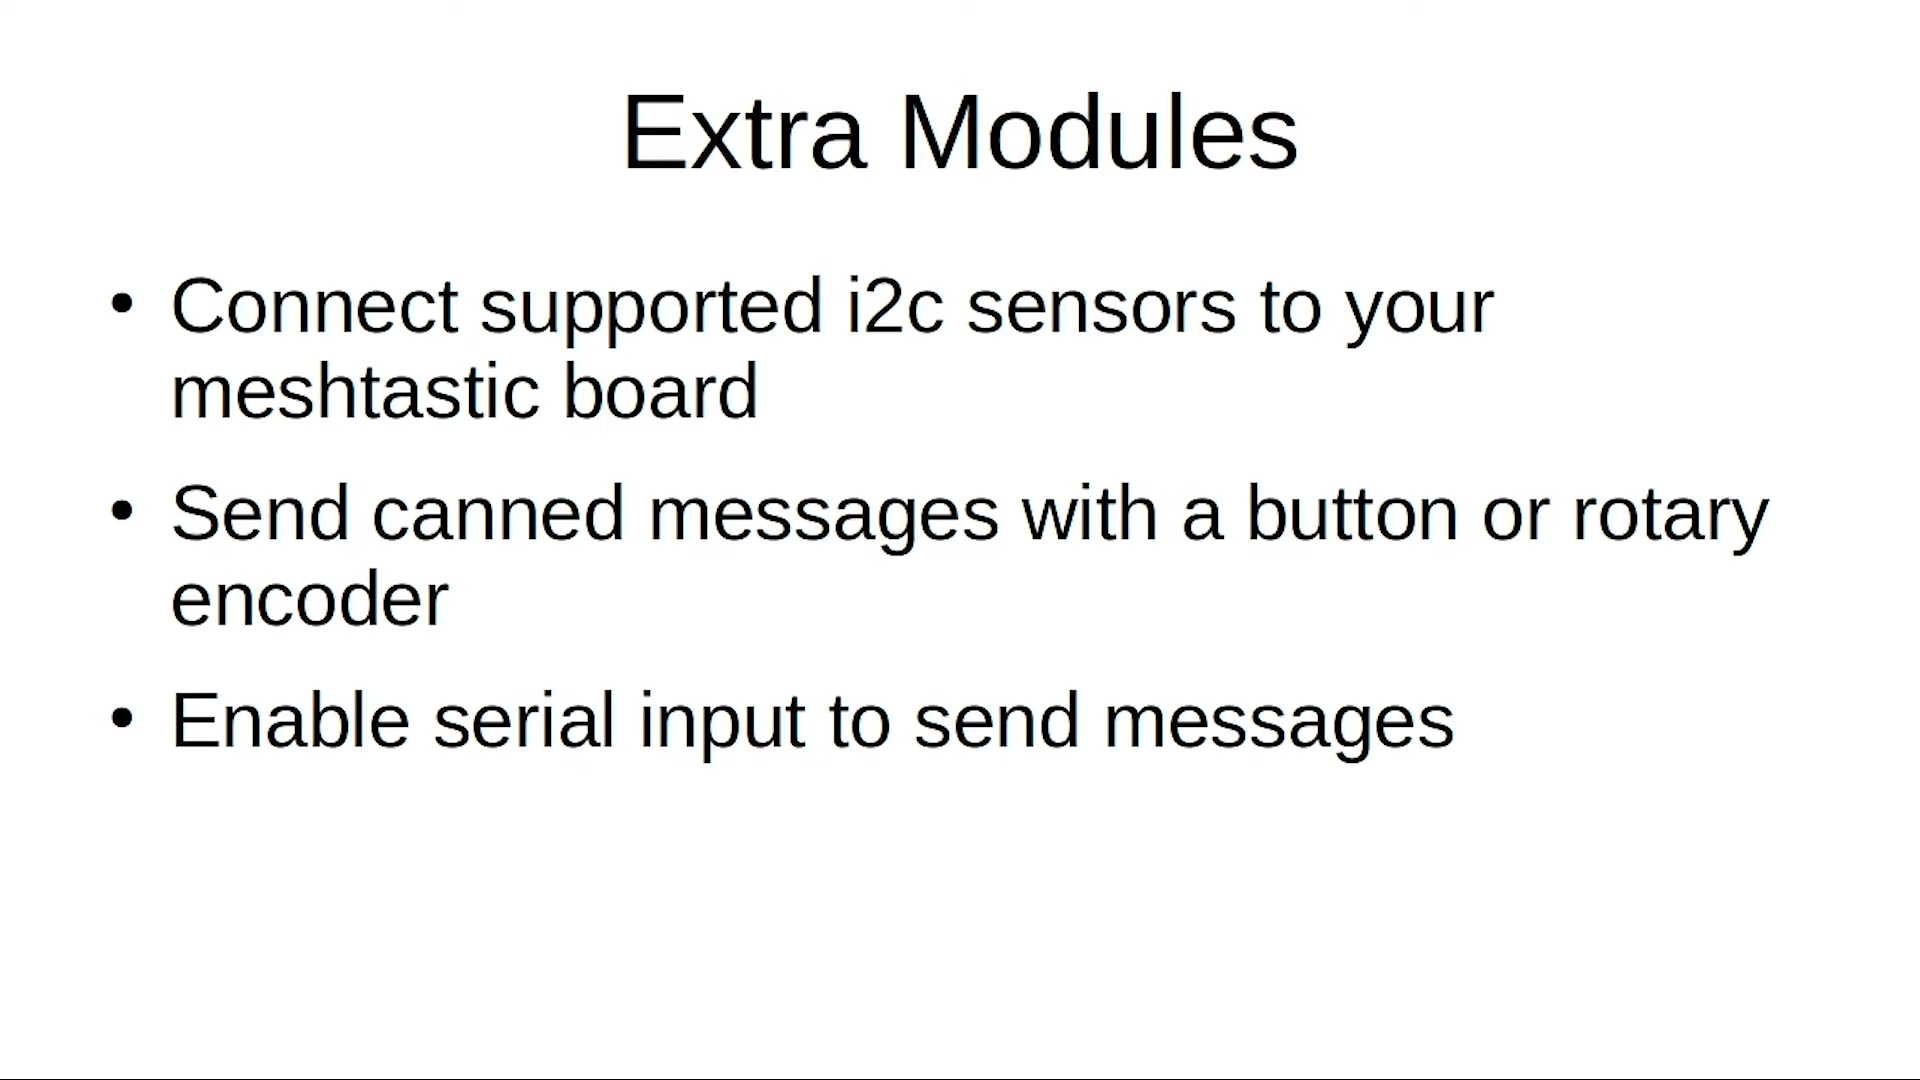 Extra Modules
• Connect supported i2c sensors to your
meshtastic board
• Send canned messages with a button or rotary
encoder
• Enable serial input to send messages